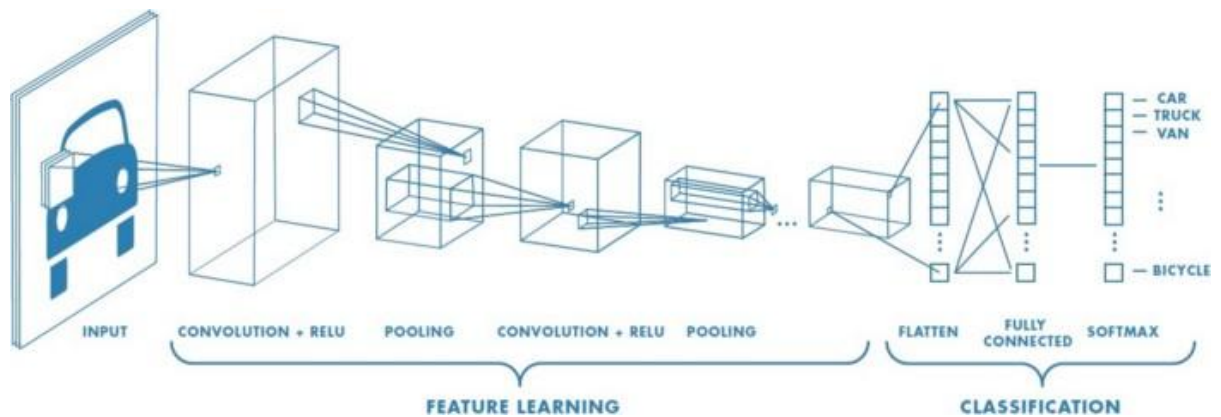 CAR
TRUCK
VAN
BICYCLE
INPUT
CONVOLUTION + RELU
POOLING
CONVOLUTION + RELU
POOLING
FLATTEN
FULLY
CONNECTED
SOFTMAX
FEATURE LEARNING
CLASSIFICATION